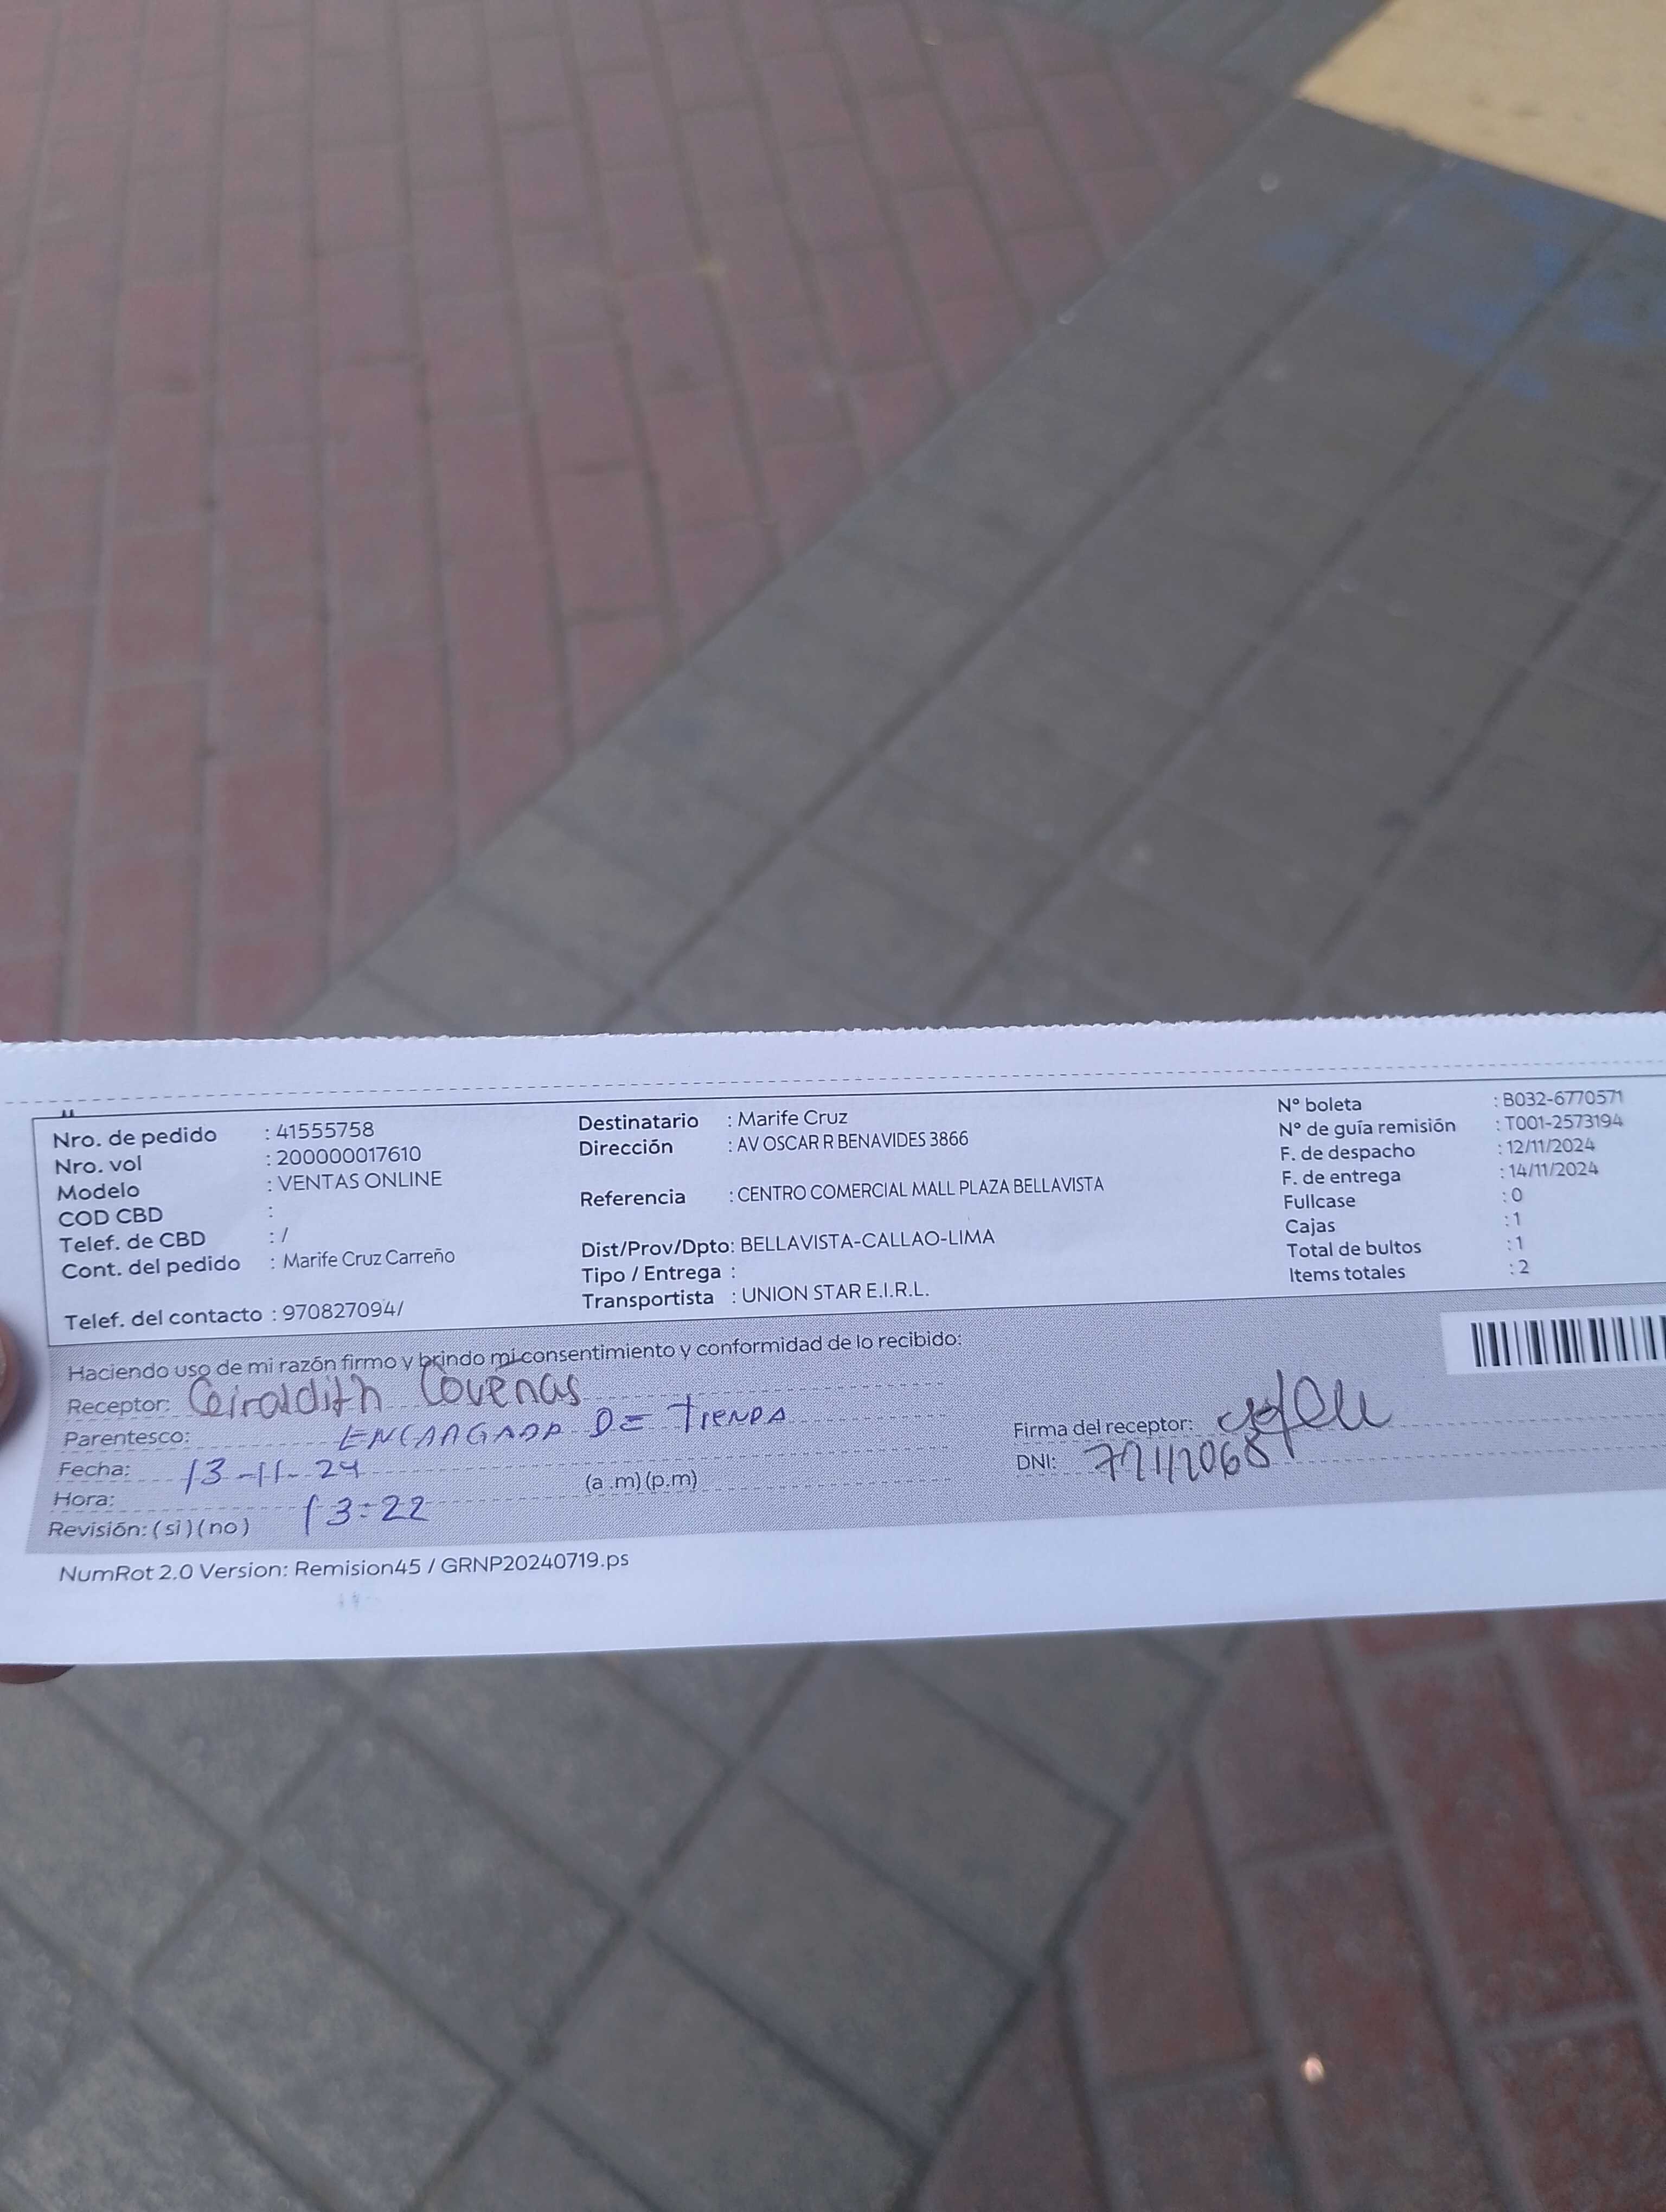 Nro. de pedido : 41555758
Nro. vol : 200000017610
Modelo : VENTAS ONLINE
COD CBD :
Telef. de CBD : /
Cont. del pedido : Marife Cruz Carreño
Telef. del contacto : 970827094/
Destinatario : Marife Cruz
Dirección : AV OSCAR R BENAVIDES 3866
Referencia : CENTRO COMERCIAL MALL PLAZA BELLAVISTA
Dist/Prov/Dpto: BELLAVISTA-CALLAO-LIMA
Tipo / Entrega :
Transportista : UNION STAR E.I.R.L.
N° boleta : B032-6770571
N° de guía remisión : T001-2573194
F. de despacho : 12/11/2024
F. de entrega : 14/11/2024
Fullcase : 0
Cajas : 1
Total de bultos : 1
Items totales : 2
Haciendo uso de mi razón firmo y brindo mi consentimiento y conformidad de lo recibido:
Receptor: Geiraldith Coveñas
Parentesco: ENCARGADA DE TIENDA
Fecha: 13-11-24
Hora: 13:22 (a .m) (p.m)
Revisión: ( si ) ( no )
Firma del receptor:
DNI:
NumRot 2.0 Version: Remision45 / GRNP20240719.ps